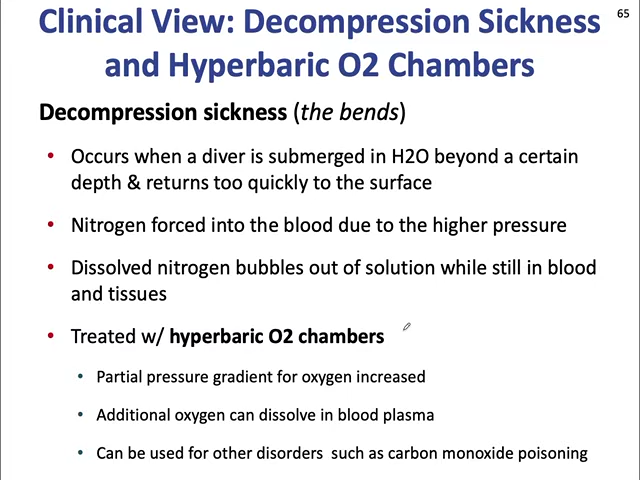 Clinical View: Decompression Sickness
65
and Hyperbaric O2 Chambers
Decompression sickness (the bends)
• Occurs when a diver is submerged in H2O beyond a certain
depth & returns too quickly to the surface
• Nitrogen forced into the blood due to the higher pressure
• Dissolved nitrogen bubbles out of solution while still in blood
and tissues
• Treated w/ hyperbaric O2 chambers
• Partial pressure gradient for oxygen increased
• Additional oxygen can dissolve in blood plasma
• Can be used for other disorders such as carbon monoxide poisoning